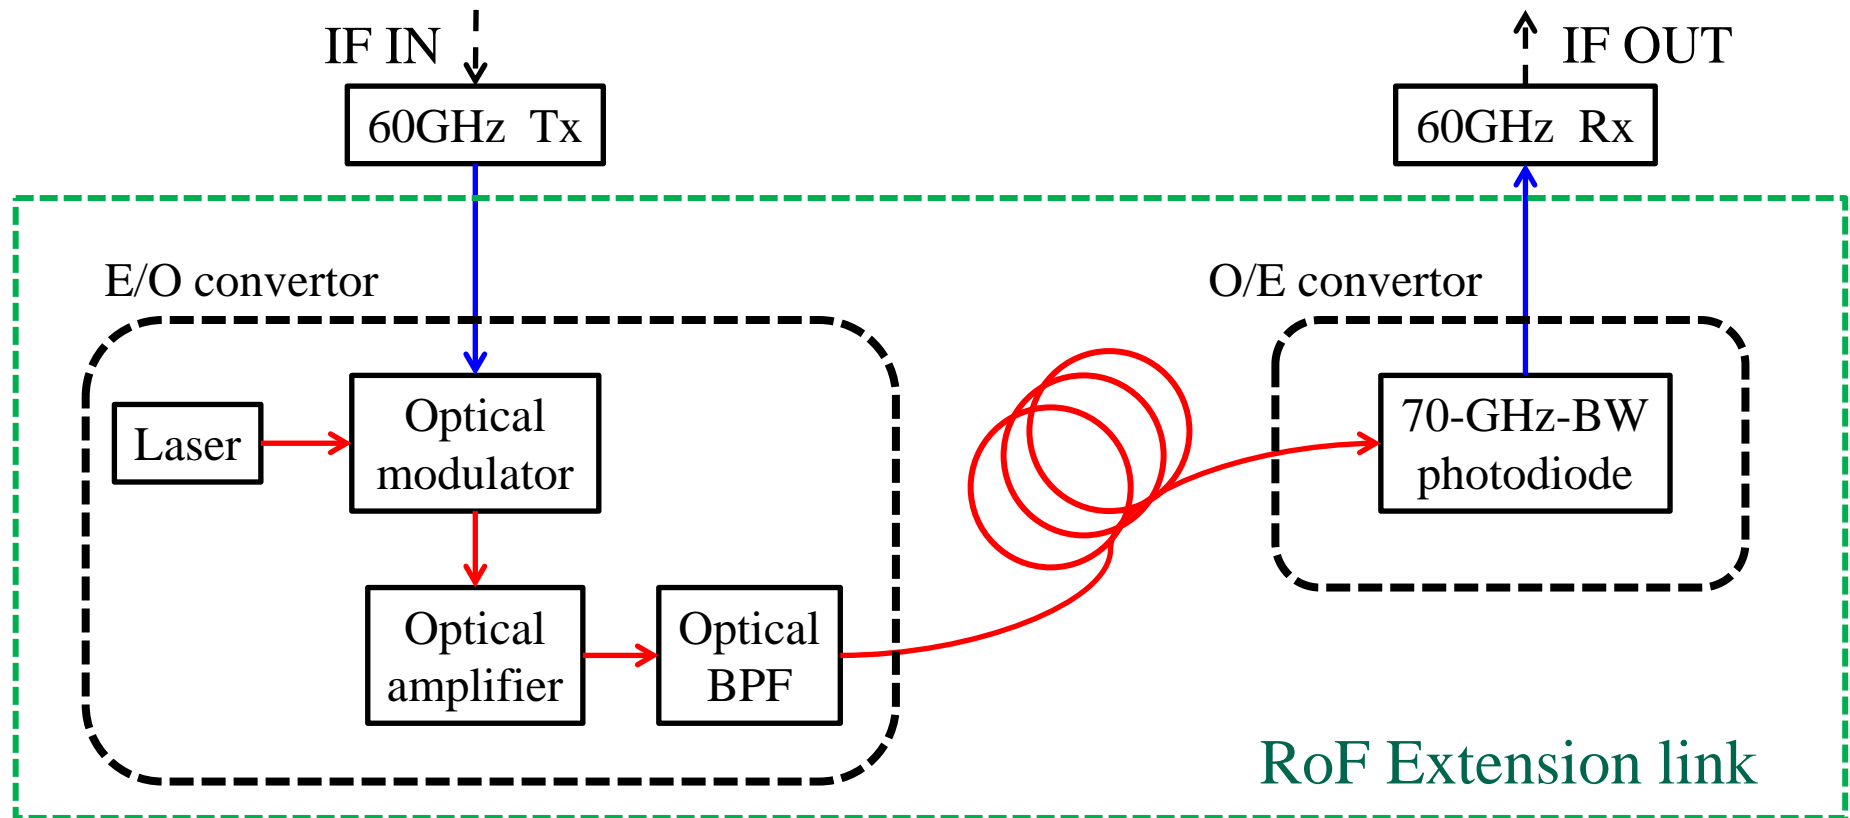 IF IN
IF OUT
60GHz Tx
60GHz Rx
E/O convertor
O/E convertor
Laser
Optical
modulator
70-GHz-BW
photodiode
Optical
amplifier
Optical
BPF
RoF Extension link